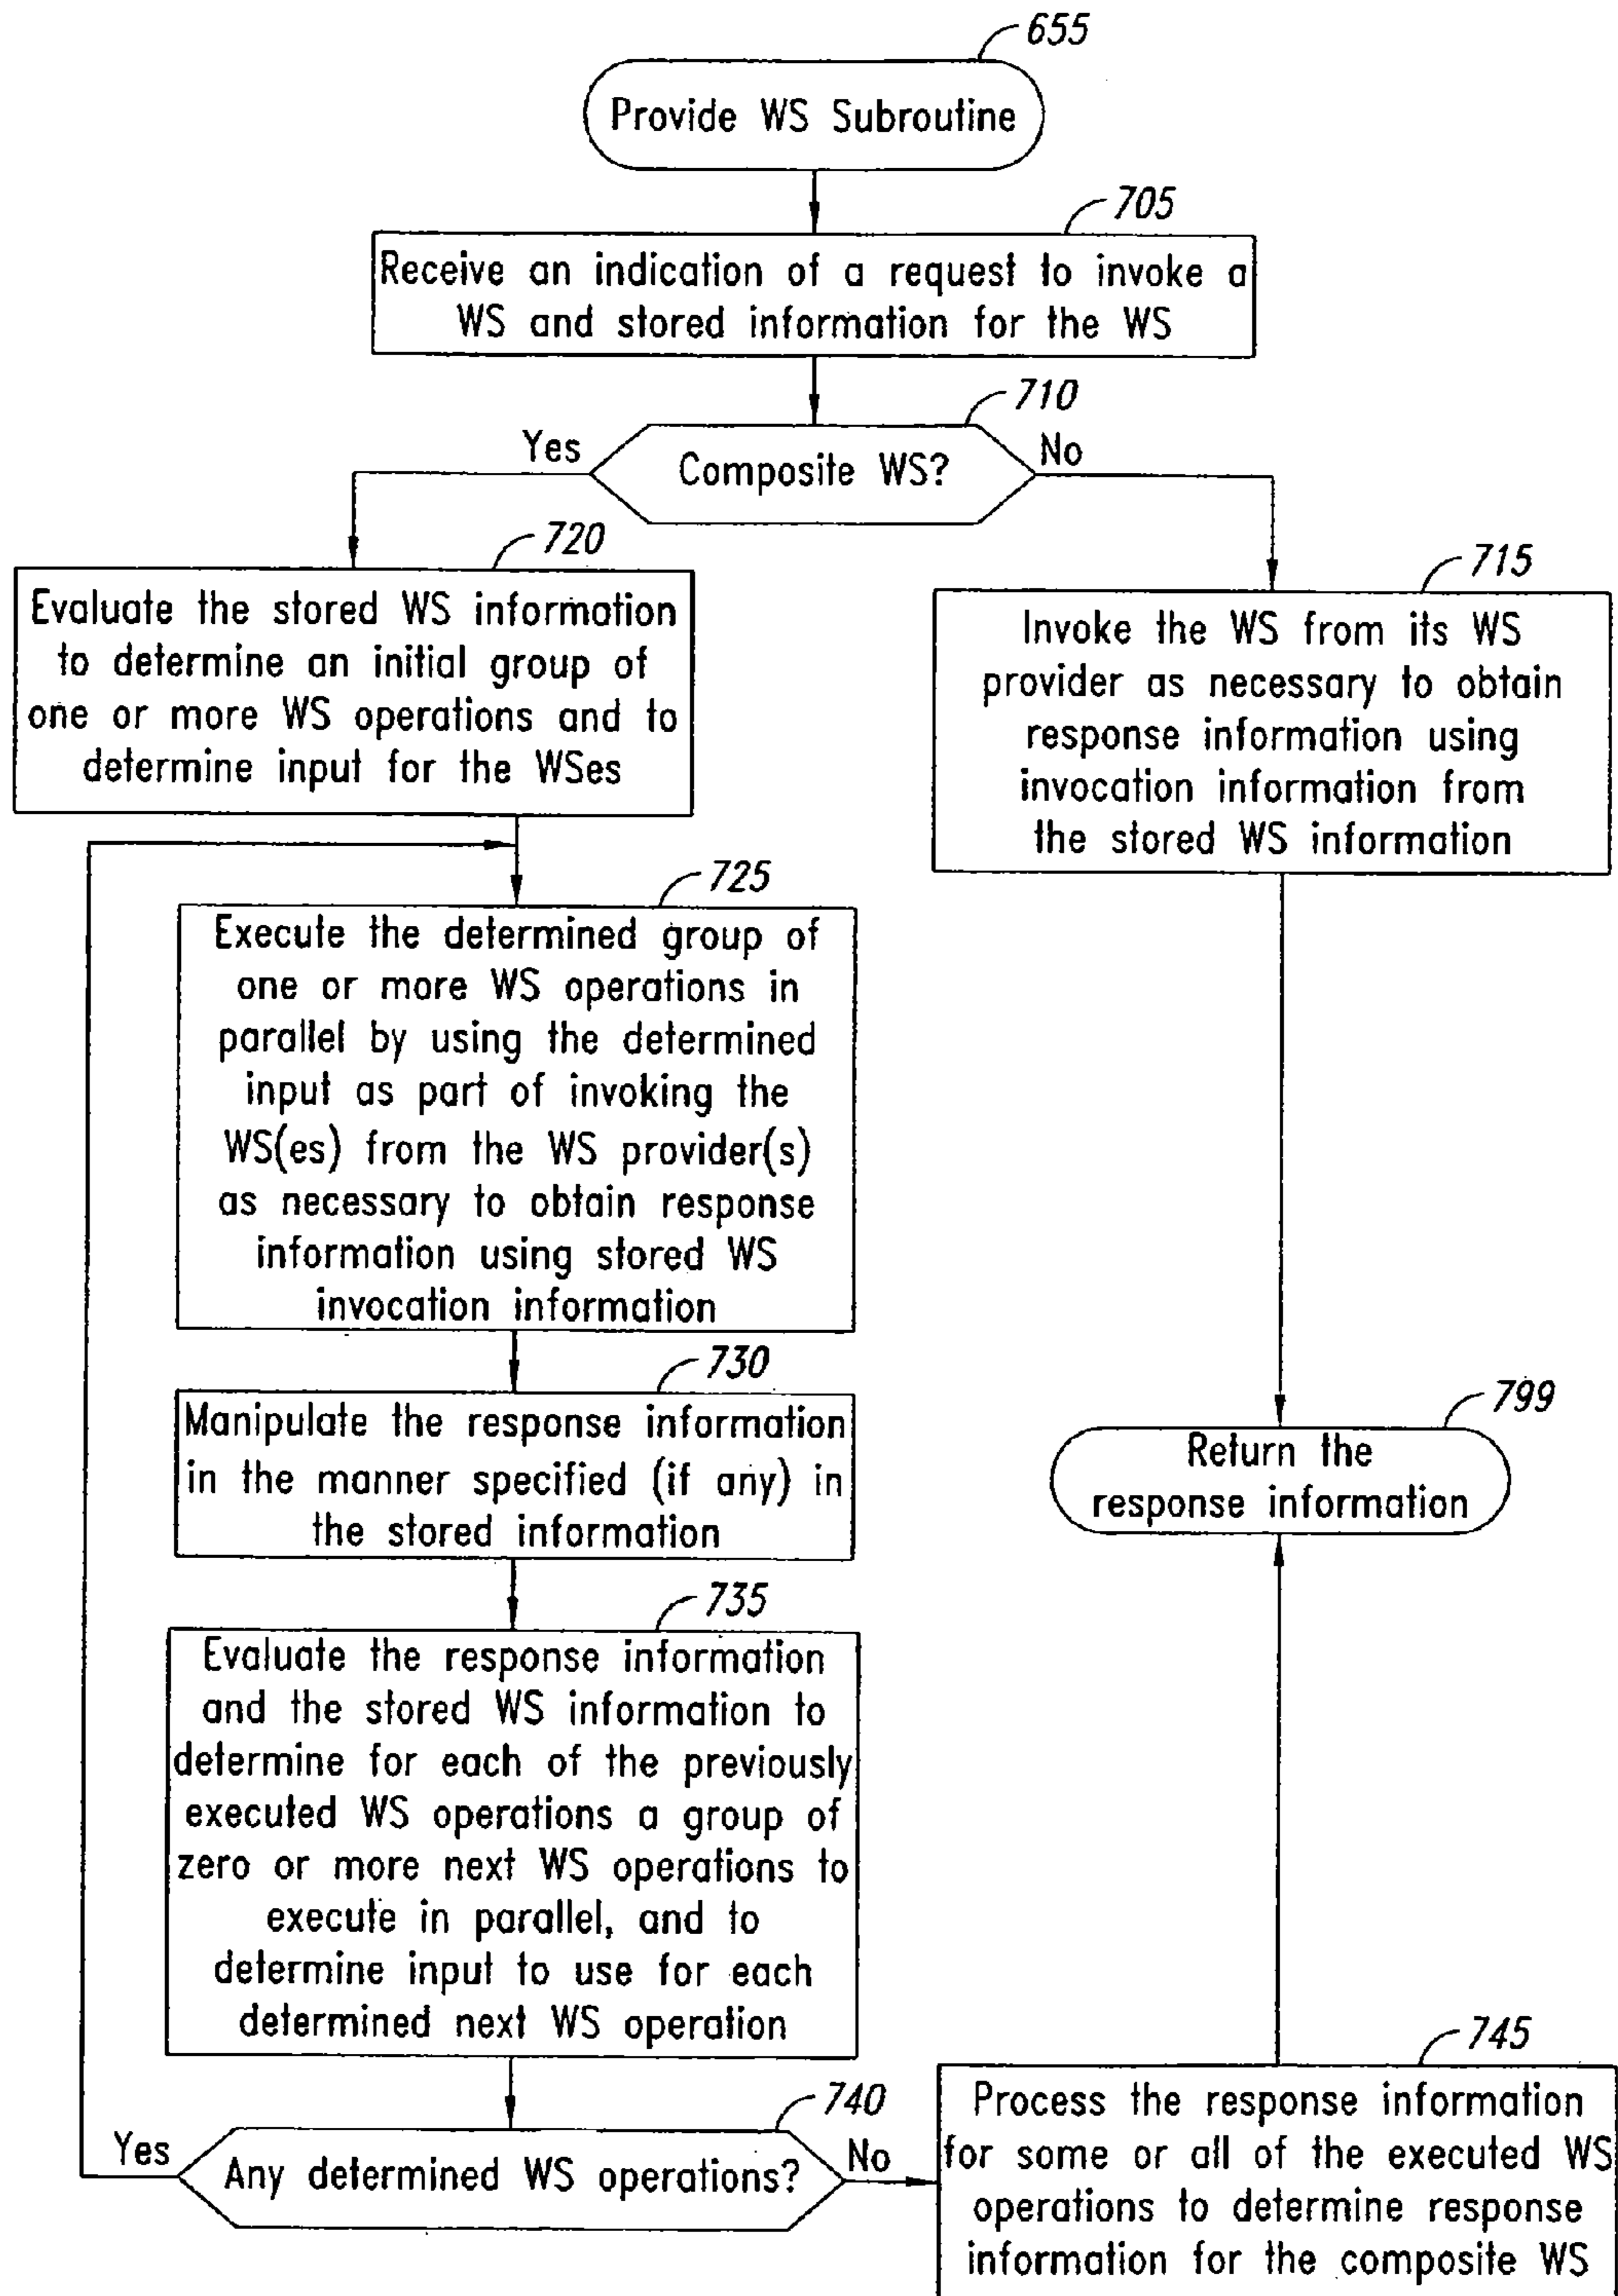 655
Provide WS Subroutine
705
Receive an indication of a request to invoke a
WS and stored information for the WS
710
Yes
Composite WS?
No
720
Evaluate the stored WS information
to determine an initial group of
one or more WS operations and to
determine input for the WSes
715
Invoke the WS from its WS
provider as necessary to obtain
response information using
invocation information from
the stored WS information
725
Execute the determined group of
one or more WS operations in
parallel by using the determined
input as part of invoking the
WS(es) from the WS provider(s)
as necessary to obtain response
information using stored WS
invocation information
730
Manipulate the response information
in the manner specified (if any) in
the stored information
799
Return the
response information
735
Evaluate the response information
and the stored WS information to
determine for each of the previously
executed WS operations a group of
zero or more next WS operations to
execute in parallel, and to
determine input to use for each
determined next WS operation
740
Yes
Any determined WS operations?
No
745
Process the response information
for some or all of the executed WS
operations to determine response
information for the composite WS